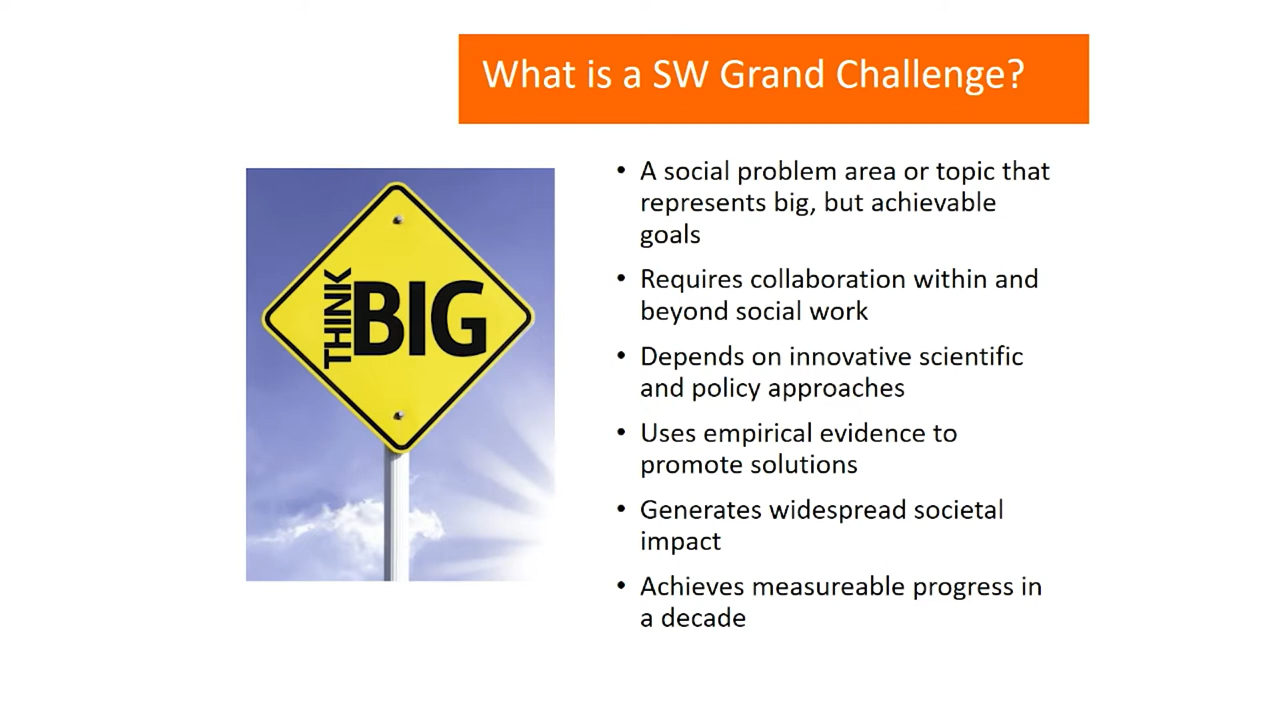 What is a SW Grand Challenge?
THINK
BIG
• A social problem area or topic that
represents big, but achievable
goals
• Requires collaboration within and
beyond social work
• Depends on innovative scientific
and policy approaches
• Uses empirical evidence to
promote solutions
• Generates widespread societal
impact
• Achieves measureable progress in
a decade